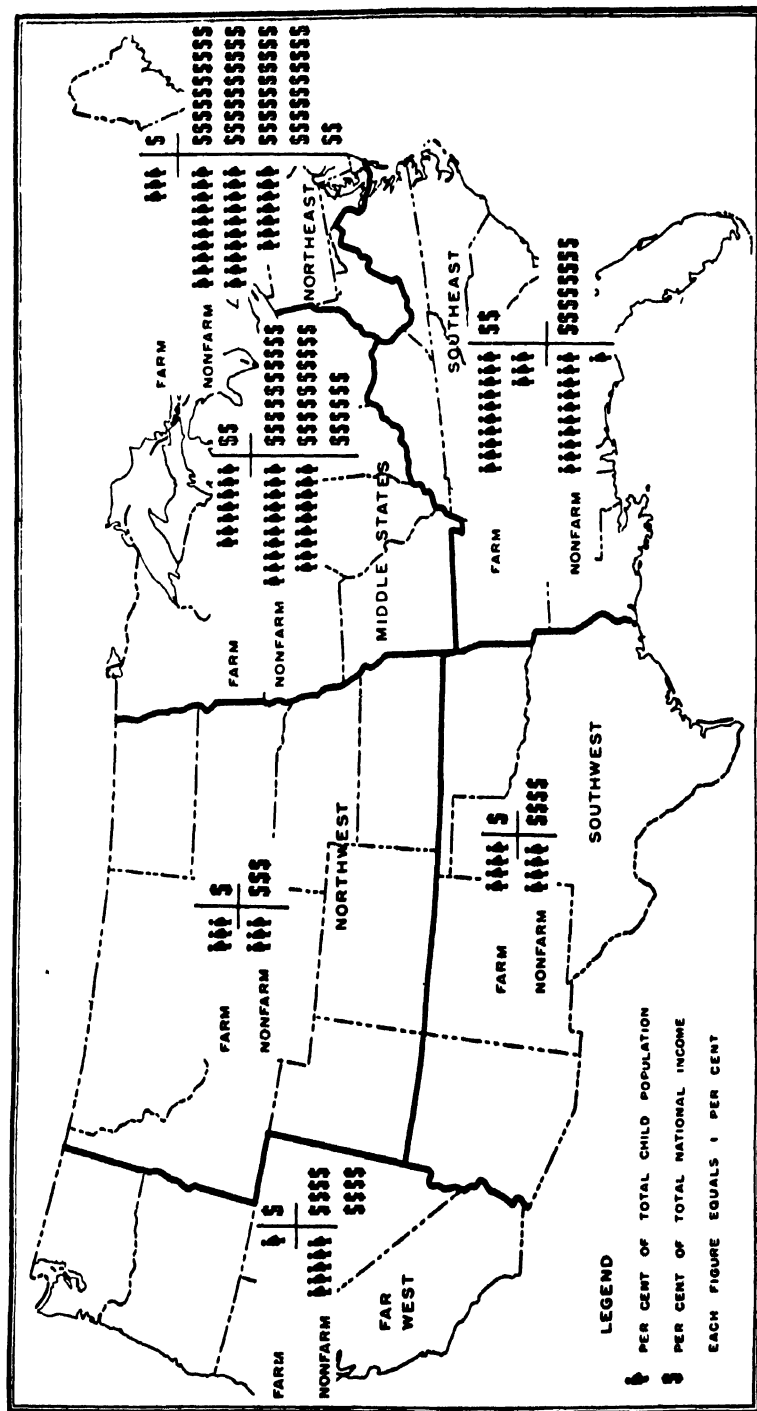 FARM
NONFARM
NORTHEAST
FARM
NONFARM
MIDDLE STATES
FARM
NONFARM
SOUTHEAST
FARM
NONFARM
NORTHWEST
FARM
NONFARM
SOUTHWEST
FARM
NONFARM
FAR
WEST
LEGEND
PER CENT OF TOTAL CHILD POPULATION
$ PER CENT OF TOTAL NATIONAL INCOME
EACH FIGURE EQUALS 1 PER CENT